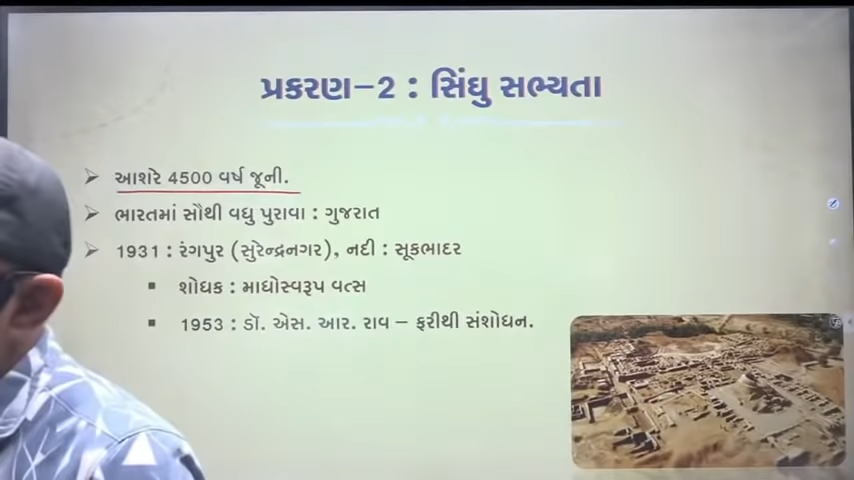 પ્રકરણ–2 : સિંધુ સભ્યતા
આશરે 4500 વર્ષ જૂની.
ભારતમાં સૌથી વધુ પુરાવા : ગુજરાત
1931 : રંગપુર (સુરેન્દ્રનગર), નદી : સૂકભાદર
શોધક : માધોસ્વરૂપ વત્સ
1953 : ડૉ. એસ. આર. રાવ – ફરીથી સંશોધન.